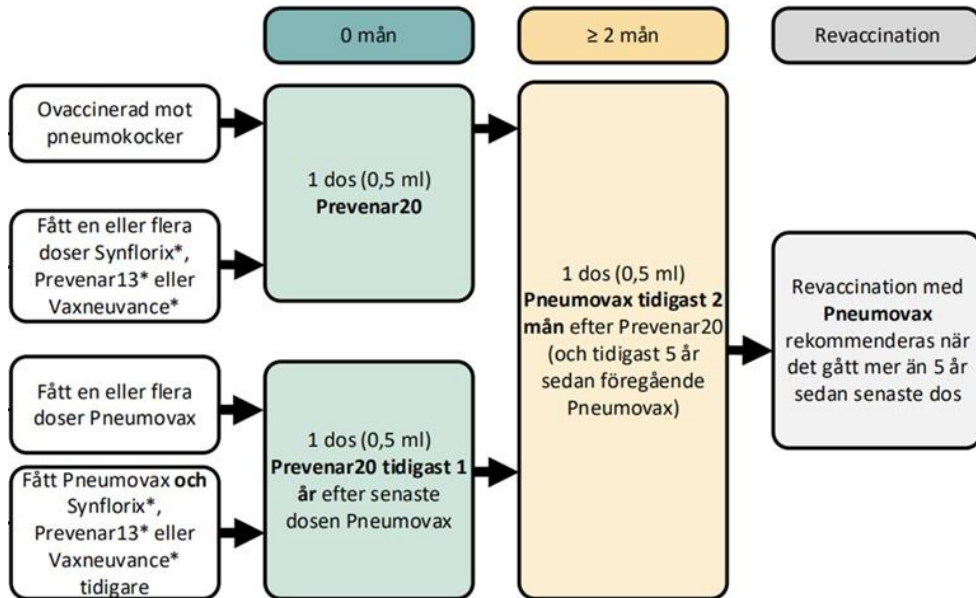 0 mån
≥ 2 mån
Revaccination
Ovaccinerad mot
pneumokocker
Fått en eller flera
doser Synflorix*,
Prevenar13* eller
Vaxneuvance*
Fått en eller flera
doser Pneumovax
Fått Pneumovax och
Synflorix*,
Prevenar13* eller
Vaxneuvance*
tidigare
1 dos (0,5 ml)
Prevenar20
1 dos (0,5 ml)
Prevenar20 tidigast 1
år efter senaste
dosen Pneumovax
1 dos (0,5 ml)
Pneumovax tidigast 2
mån efter Prevenar20
(och tidigast 5 år
sedan föregående
Pneumovax)
Revaccination med
Pneumovax
rekommenderas när
det gått mer än 5 år
sedan senaste dos